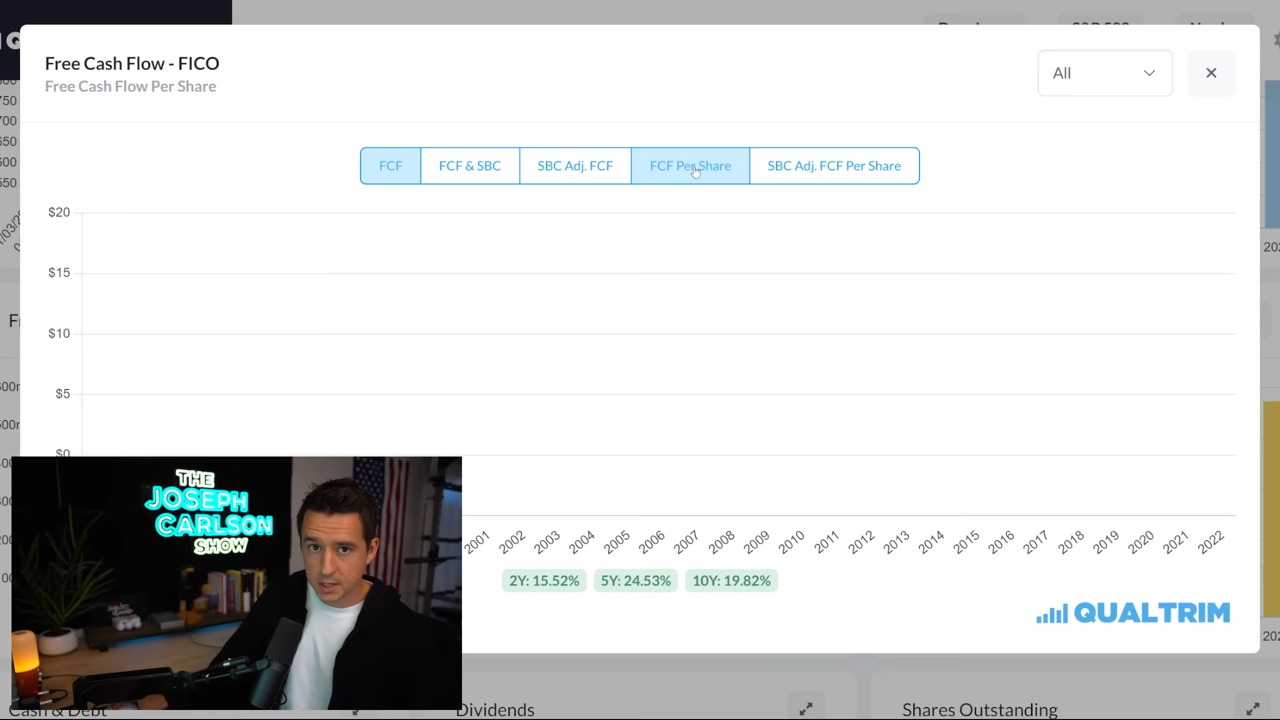 Free Cash Flow - FICO
Free Cash Flow Per Share
All
FCF
FCF & SBC
SBC Adj. FCF
FCF Per Share
SBC Adj. FCF Per Share
$20
$15
$10
$5
$0
2001 2002 2003 2004 2005 2006 2007 2008 2009 2010 2011 2012 2013 2014 2015 2016 2017 2018 2019 2020 2021 2022
2Y: 15.52%
5Y: 24.53%
10Y: 19.82%
QUALTRIM
THE
JOSEPH
CARLSON
SHOW
Cash & Debt
Dividends
Shares Outstanding